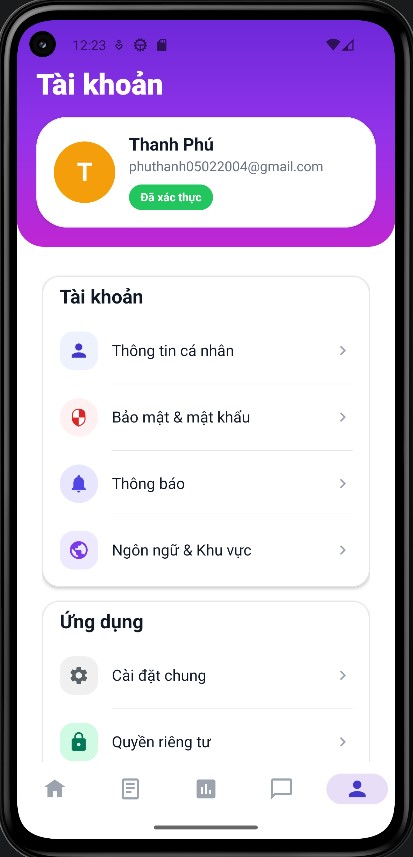 12:23
Tài khoản
T
Thanh Phú
phuthanh05022004@gmail.com
Đã xác thực
Tài khoản
Thông tin cá nhân
Bảo mật & mật khẩu
Thông báo
Ngôn ngữ & Khu vực
Ứng dụng
Cài đặt chung
Quyền riêng tư